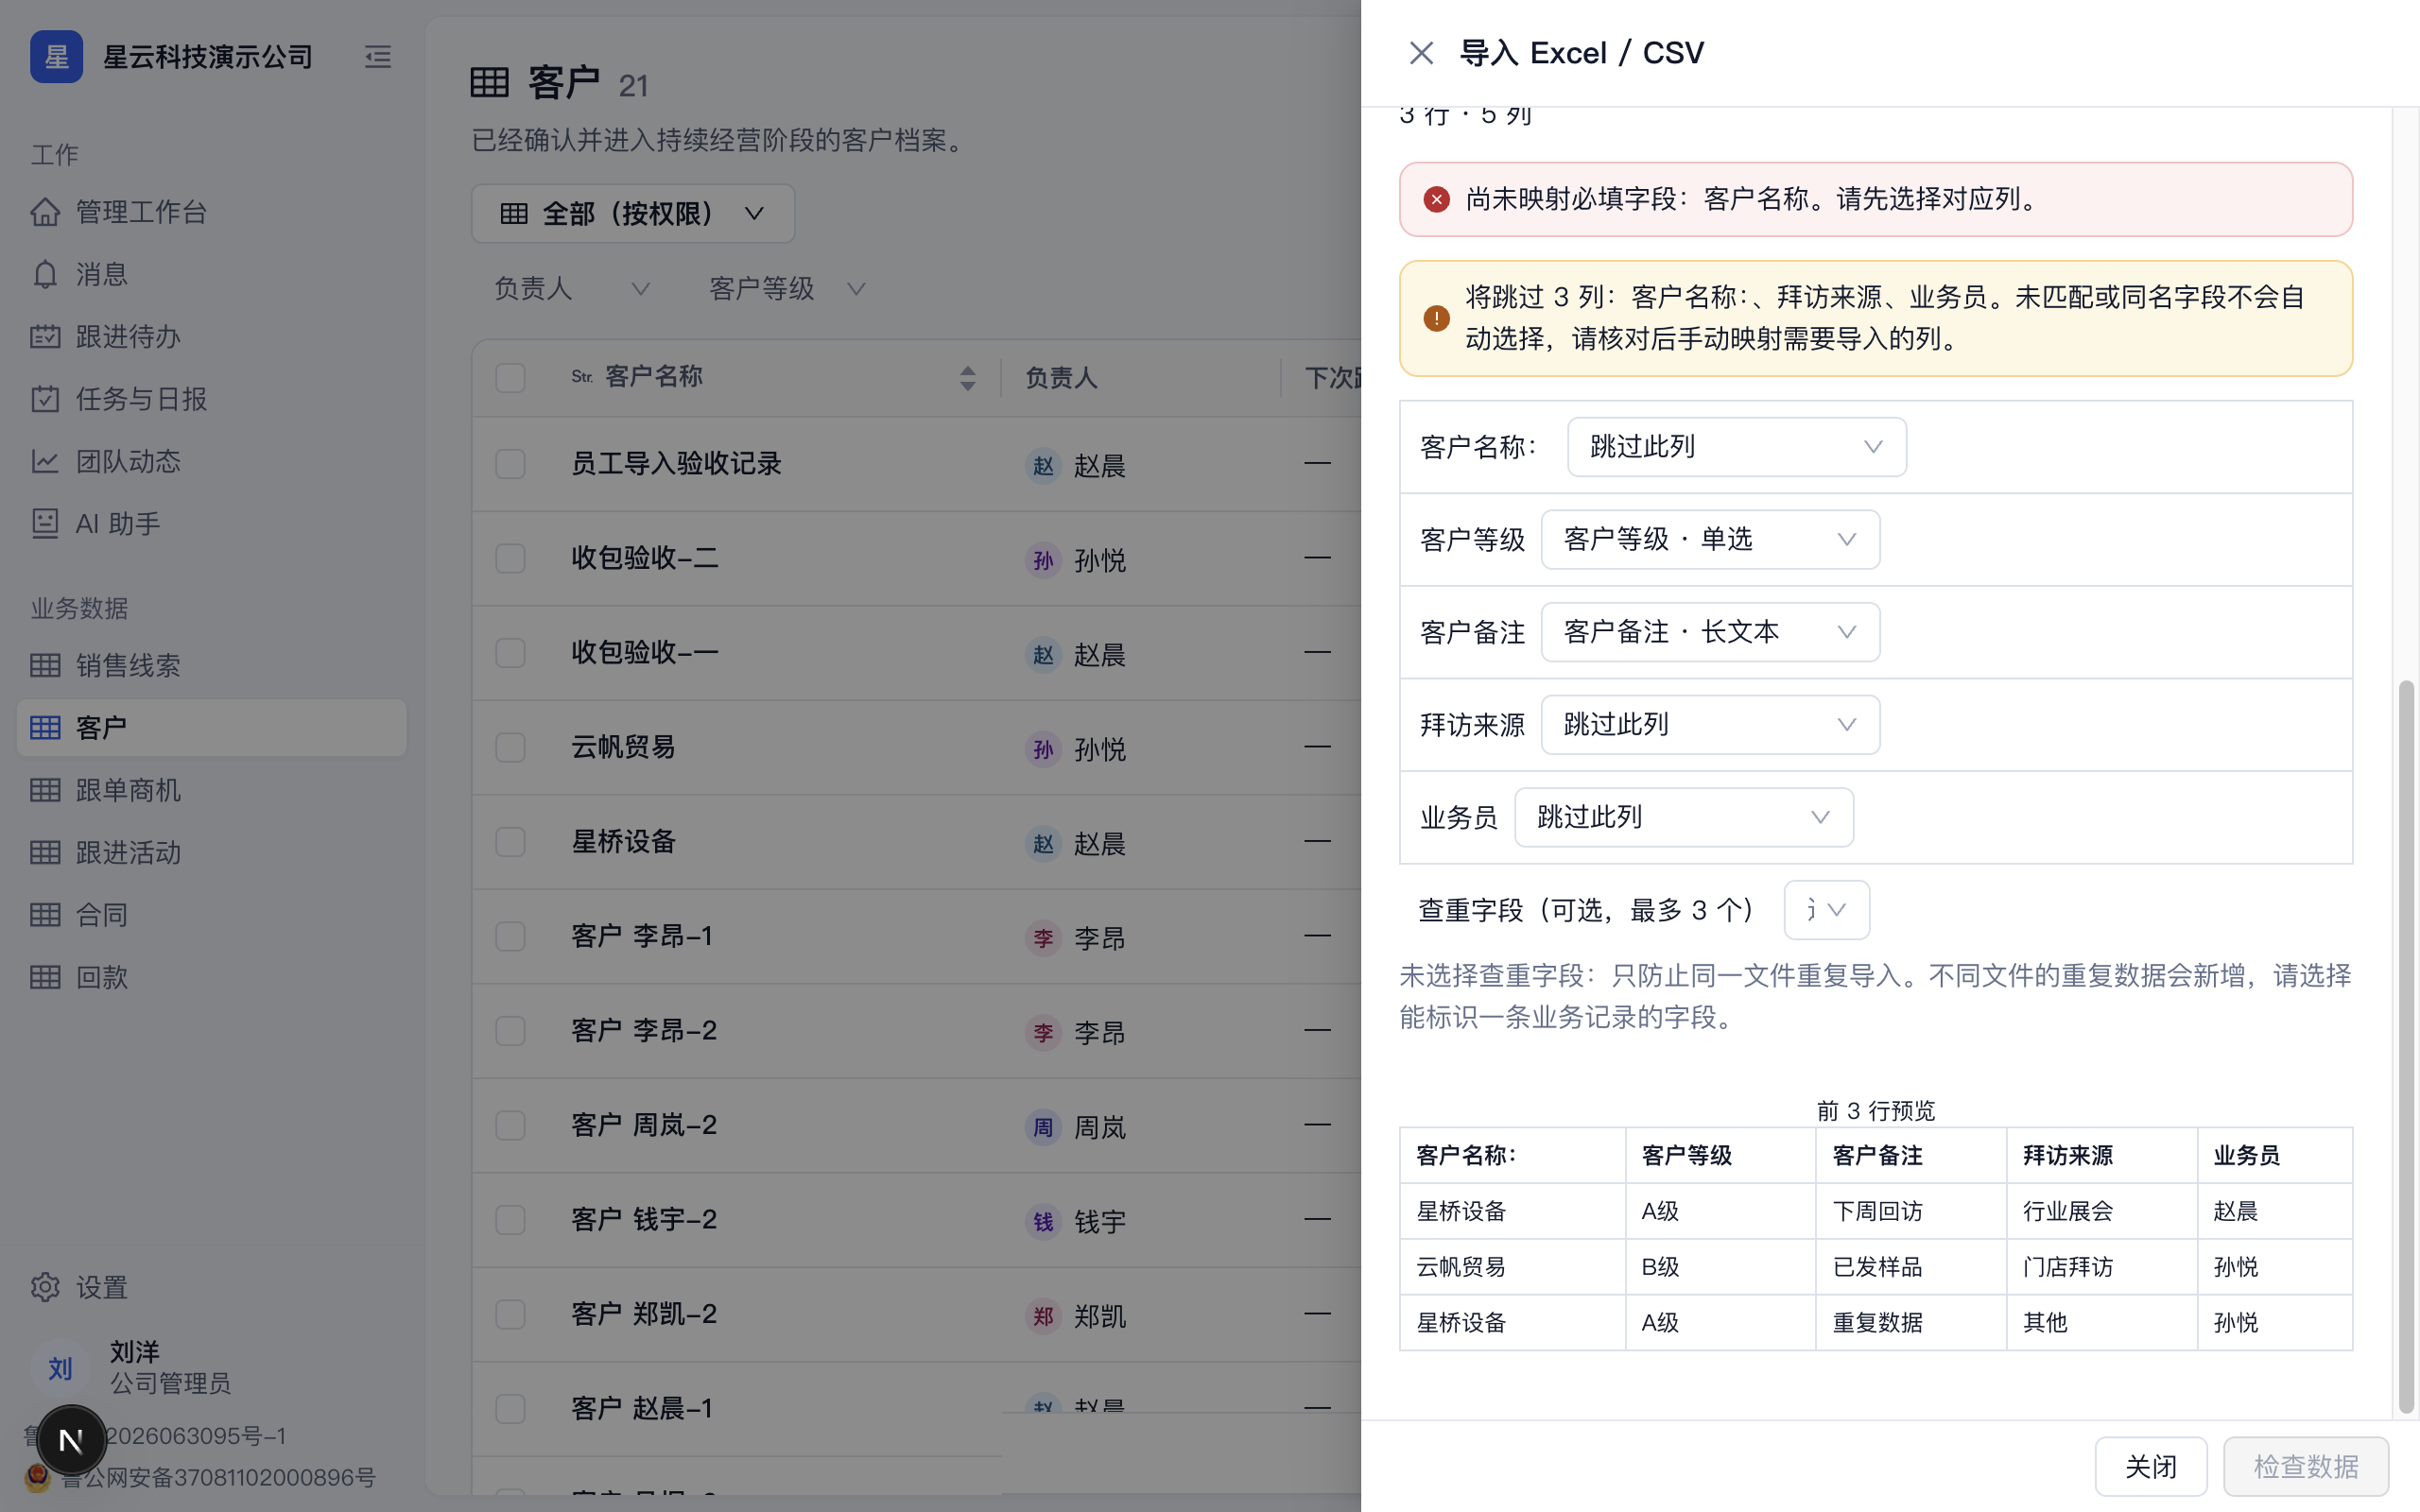 星
星云科技演示公司
工作
管理工作台
消息
跟进待办
任务与日报
团队动态
AI 助手
业务数据
销售线索
客户
跟单商机
跟进活动
合同
回款
设置
刘
刘洋
公司管理员
N
2026063095号-1
鲁公网安备37081102000896号
客户 21
已经确认并进入持续经营阶段的客户档案。
全部（按权限）
负责人 客户等级
Str. 客户名称 负责人
员工导入验收记录 赵 赵晨 —
收包验收-二 孙 孙悦 —
收包验收-一 赵 赵晨 —
云帆贸易 孙 孙悦 —
星桥设备 赵 赵晨 —
客户 李昂-1 李 李昂 —
客户 李昂-2 李 李昂 —
客户 周岚-2 周 周岚 —
客户 钱宇-2 钱 钱宇 —
客户 郑凯-2 郑 郑凯 —
客户 赵晨-1 赵 赵晨 —
导入 Excel / CSV
3 行 · 5 列
尚未映射必填字段：客户名称。请先选择对应列。
将跳过 3 列：客户名称:、拜访来源、业务员。未匹配或同名字段不会自
动选择，请核对后手动映射需要导入的列。
客户名称： 跳过此列
客户等级 客户等级 · 单选
客户备注 客户备注 · 长文本
拜访来源 跳过此列
业务员 跳过此列
查重字段（可选，最多 3 个）
未选择查重字段：只防止同一文件重复导入。不同文件的重复数据会新增，请选择
能标识一条业务记录的字段。
前 3 行预览
客户名称： 客户等级 客户备注 拜访来源 业务员
星桥设备 A级 下周回访 行业展会 赵晨
云帆贸易 B级 已发样品 门店拜访 孙悦
星桥设备 A级 重复数据 其他 孙悦
关闭 检查数据